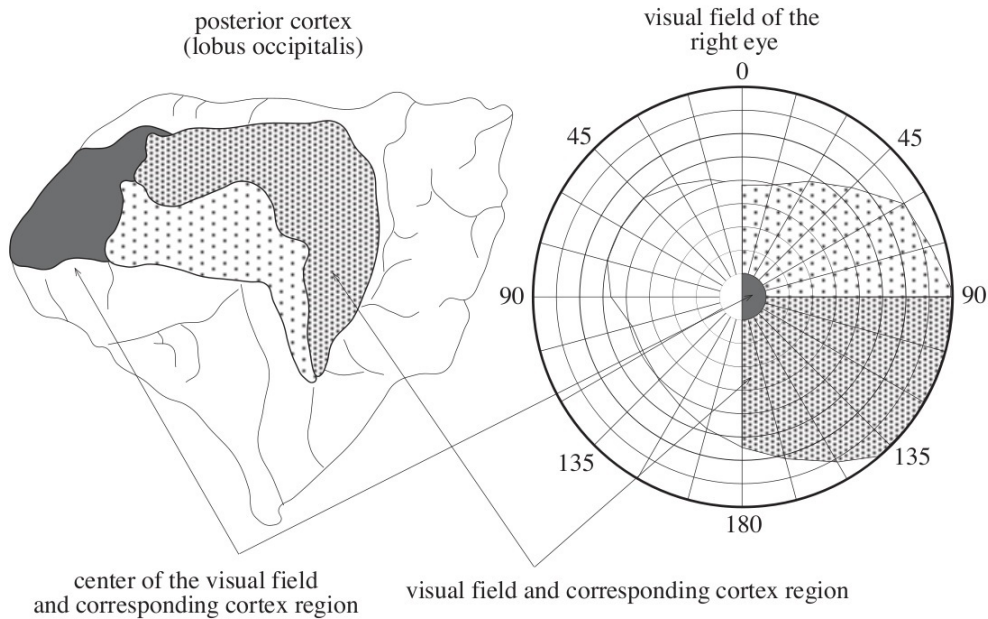 posterior cortex
(lobus occipitalis)
visual field of the
right eye
0
45
45
90
90
135
135
180
center of the visual field
and corresponding cortex region
visual field and corresponding cortex region